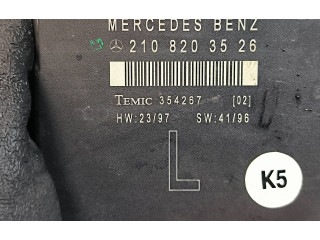 MERCEDES BENZ
210 820 35 26
TEMIC 354267 [02]
HW:23/97 SW:41/96
L
K5